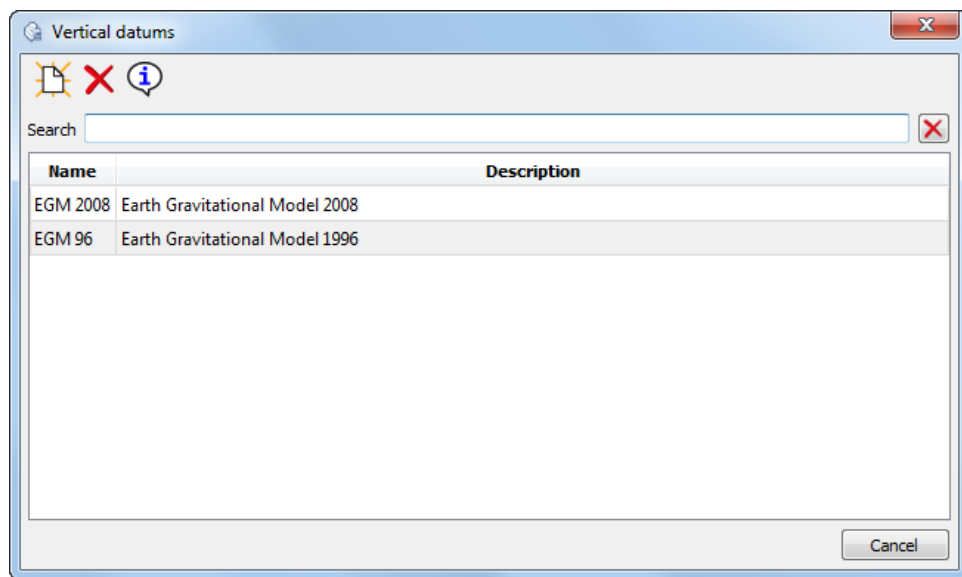 Vertical datums
i
Search
Name Description
EGM 2008 Earth Gravitational Model 2008
EGM 96 Earth Gravitational Model 1996
Cancel